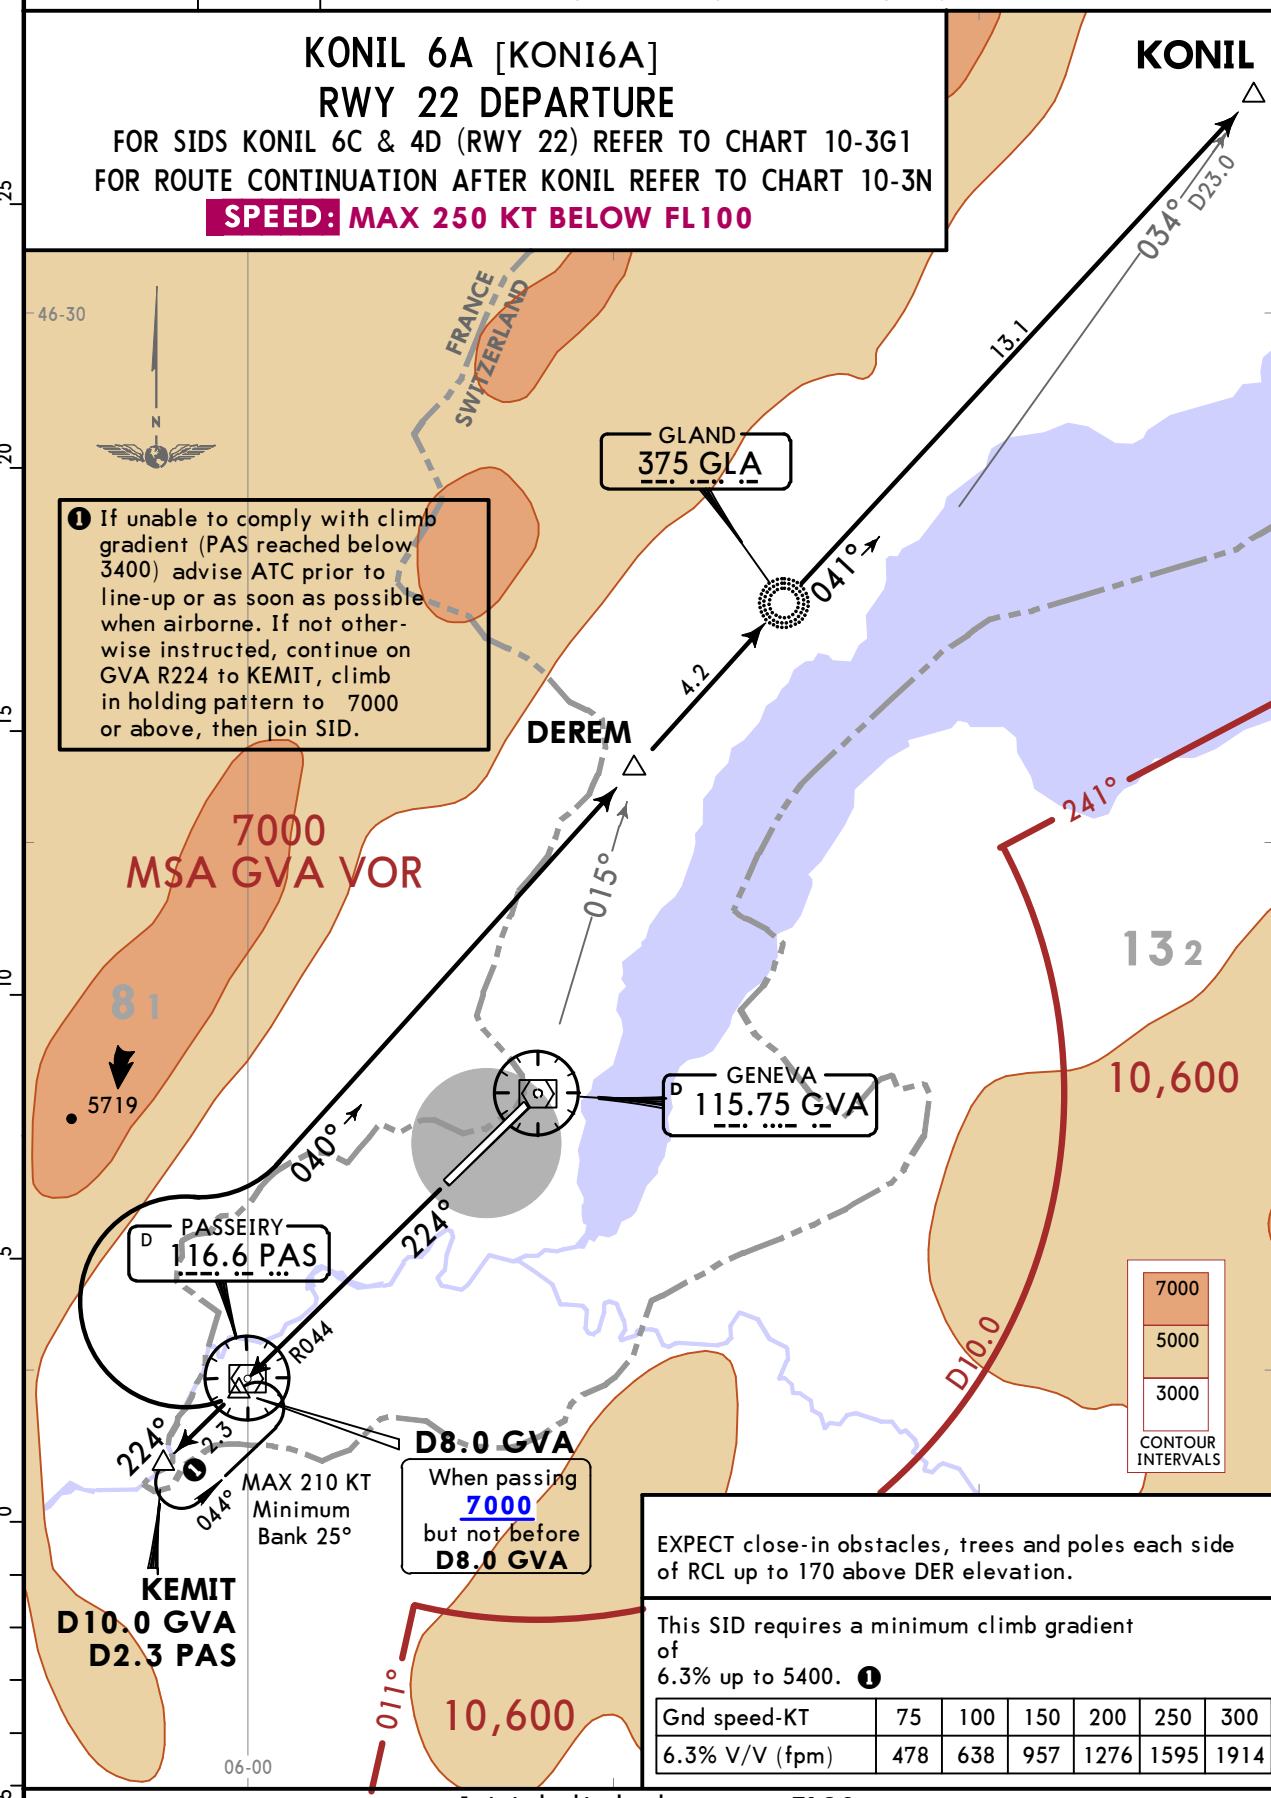 KONIL 6A [KONI6A]
RWY 22 DEPARTURE
FOR SIDS KONIL 6C & 4D (RWY 22) REFER TO CHART 10-3G1
FOR ROUTE CONTINUATION AFTER KONIL REFER TO CHART 10-3N
SPEED: MAX 250 KT BELOW FL100
KONIL
D23.0
034°
25
46-30
FRANCE
SWITZERLAND
N
13.1
20
GLAND
375 GLA
041°
❶ If unable to comply with climb
gradient (PAS reached below
3400) advise ATC prior to
line-up or as soon as possible
when airborne. If not other-
wise instructed, continue on
GVA R224 to KEMIT, climb
in holding pattern to 7000
or above, then join SID.
4.2
15
DEREM
241°
7000
MSA GVA VOR
015°
13 2
10
8 1
5719
GENEVA
D 115.75 GVA
10,600
040°
224°
PASSEIRY
D 116.6 PAS
5
R044
D10.0
7000
5000
3000
CONTOUR
INTERVALS
224°
2.3
❶
044°
MAX 210 KT
Minimum
Bank 25°
D8.0 GVA
When passing
7000
but not before
D8.0 GVA
0
KEMIT
D10.0 GVA
D2.3 PAS
011°
10,600
EXPECT close-in obstacles, trees and poles each side
of RCL up to 170 above DER elevation.
This SID requires a minimum climb gradient
of
6.3% up to 5400. ❶
Gnd speed-KT 75 100 150 200 250 300
6.3% V/V (fpm) 478 638 957 1276 1595 1914
06-00
5